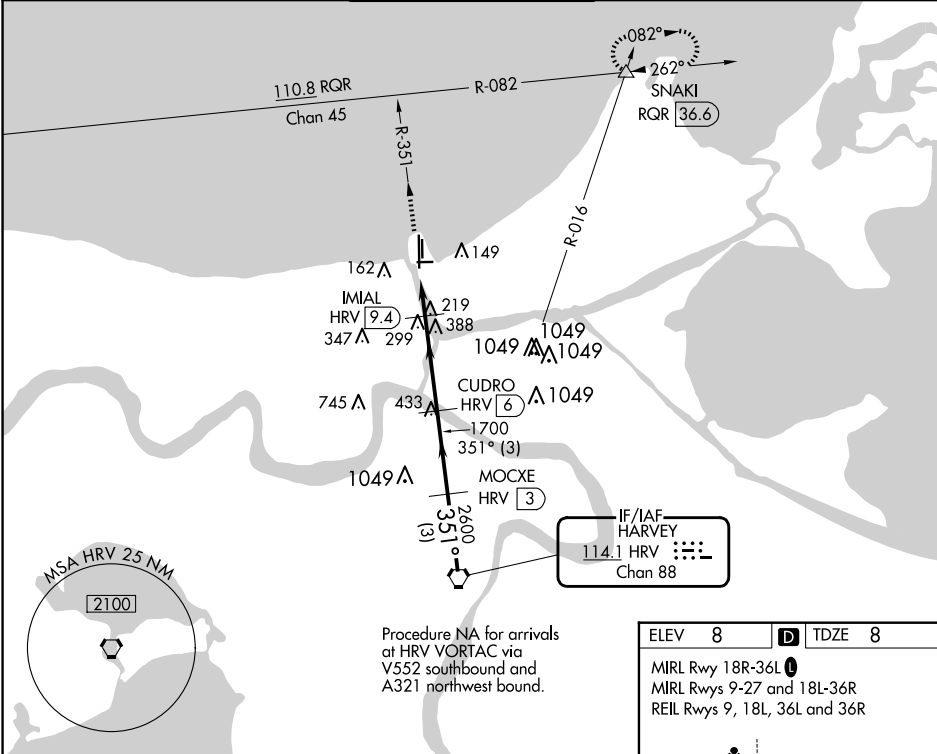 082°
262°
SNAKI
RQR 36.6
110.8 RQR
Chan 45
R-082
R-351
R-016
149
162
IMIAL
HRV 9.4
219
388
347
299
1049
1049
1049
CUDRO
HRV 6
1049
745
433
1700
351° (3)
1049
MOCXE
HRV 3
2600
351°
(3)
IF/IAF
HARVEY
114.1 HRV
Chan 88
MSA HRV 25 NM
2100
Procedure NA for arrivals
at HRV VORTAC via
V552 southbound and
A321 northwest bound.
ELEV 8 D TDZE 8
MIRL Rwy 18R-36L L
MIRL Rwys 9-27 and 18L-36R
REIL Rwys 9, 18L, 36L and 36R